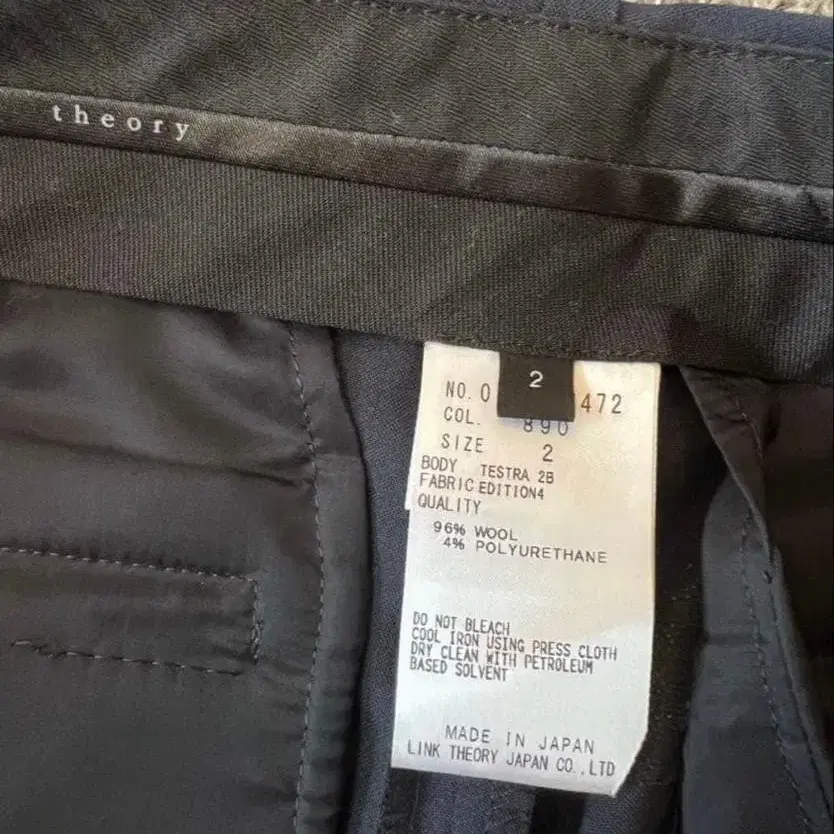 theory
2
NO. 0 472
COL. 890
SIZE 2
BODY TESTRA 2B
FABRIC EDITION4
QUALITY
96% WOOL
4% POLYURETHANE
DO NOT BLEACH
COOL IRON USING PRESS CLOTH
DRY CLEAN WITH PETROLEUM
BASED SOLVENT
MADE IN JAPAN
LINK THEORY JAPAN CO.,LTD